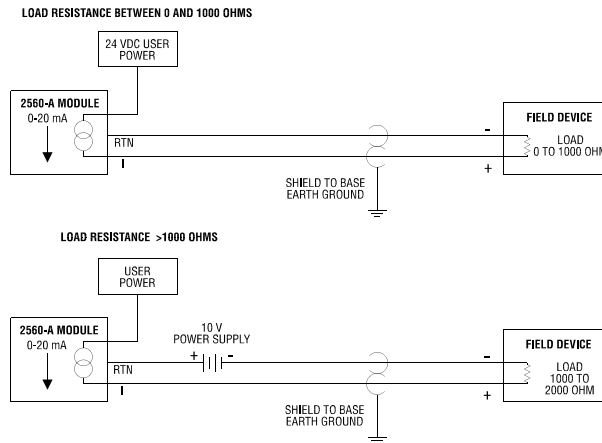 LOAD RESISTANCE BETWEEN 0 AND 1000 OHMS
24 VDC USER
POWER
2560-A MODULE
0-20 mA
RTN
I
-
+
FIELD DEVICE
LOAD
0 TO 1000 OHM
SHIELD TO BASE
EARTH GROUND
LOAD RESISTANCE >1000 OHMS
USER
POWER
2560-A MODULE
0-20 mA
10 V
POWER SUPPLY
+ -
RTN
I
-
+
FIELD DEVICE
LOAD
1000 TO
2000 OHM
SHIELD TO BASE
EARTH GROUND